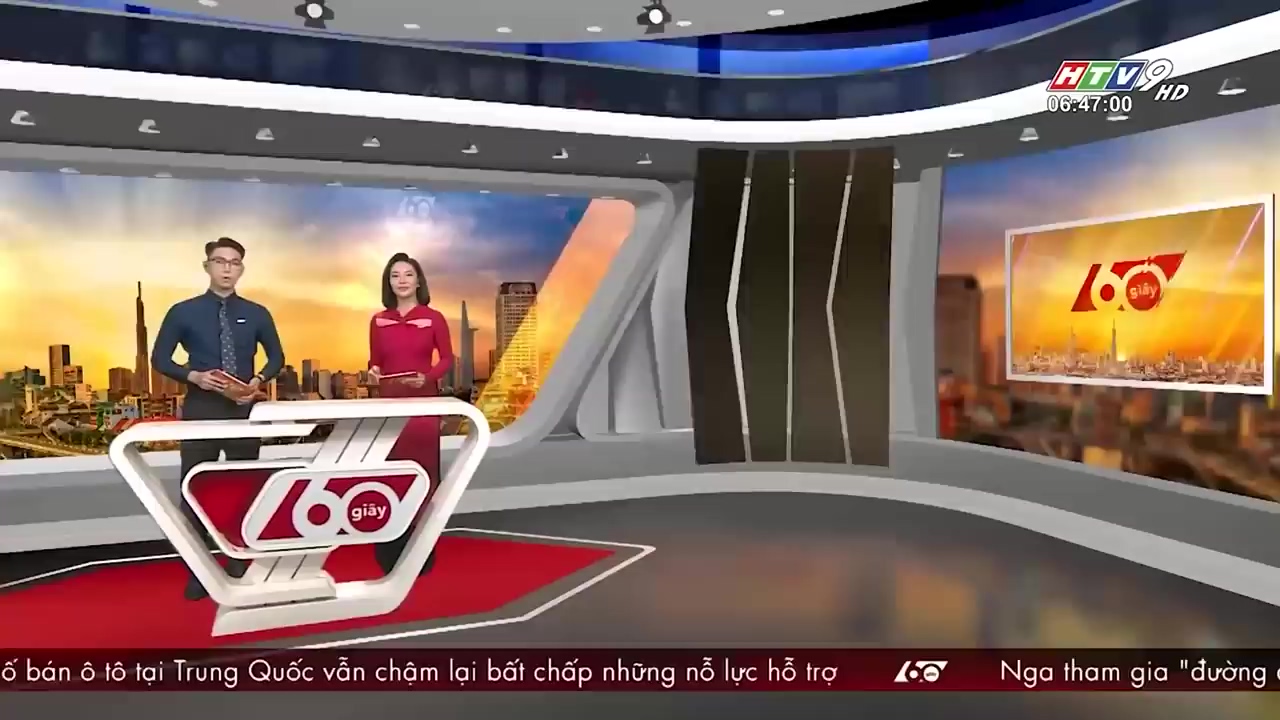 HTV9 HD
06:47:00
60 giây
60 giây
ố bán ô tô tại Trung Quốc vẫn chậm lại bất chấp những nỗ lực hỗ trợ 60 giây Nga tham gia "đường